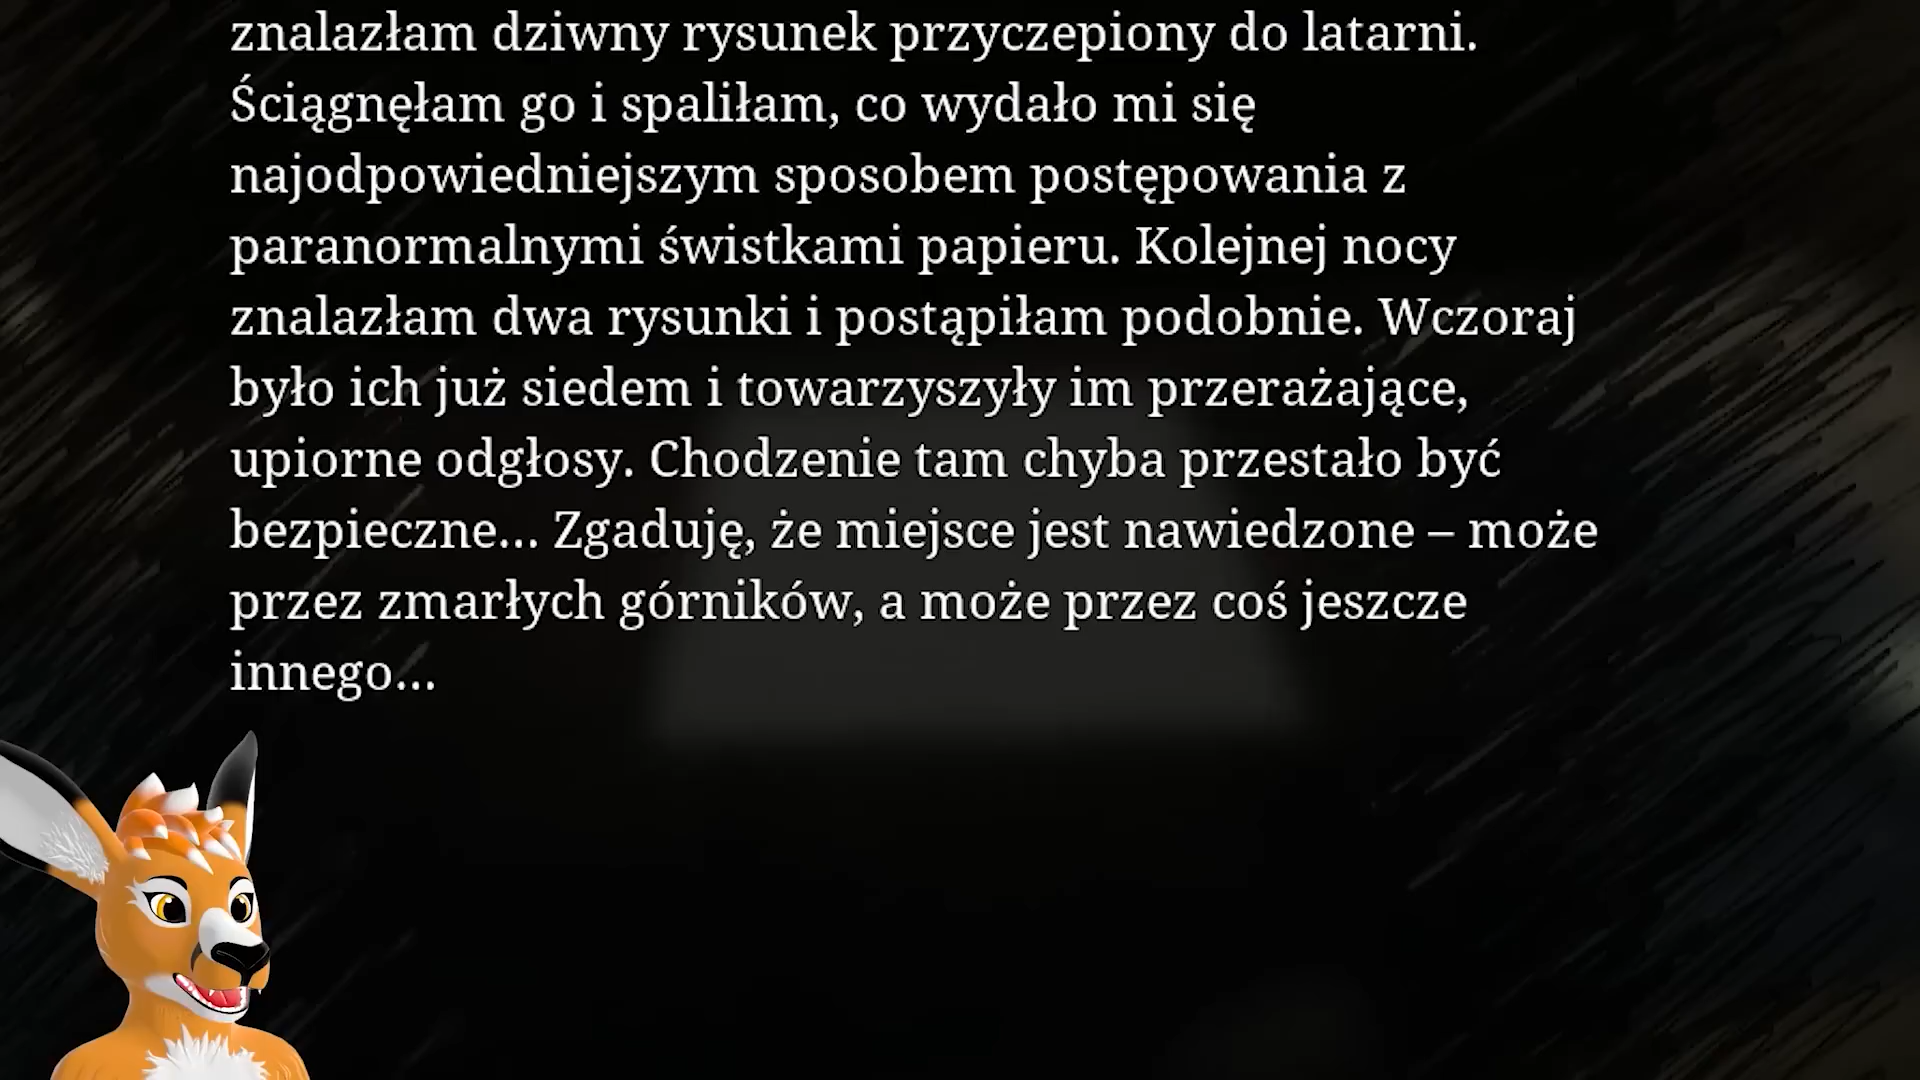 znalazłam dziwny rysunek przyczepiony do latarni.
Ściągnęłam go i spaliłam, co wydało mi się
najodpowiedniejszym sposobem postępowania z
paranormalnymi świstkami papieru. Kolejnej nocy
znalazłam dwa rysunki i postąpiłam podobnie. Wczoraj
było ich już siedem i towarzyszyły im przerażające,
upiorne odgłosy. Chodzenie tam chyba przestało być
bezpieczne... Zgaduję, że miejsce jest nawiedzone – może
przez zmarłych górników, a może przez coś jeszcze
innego...